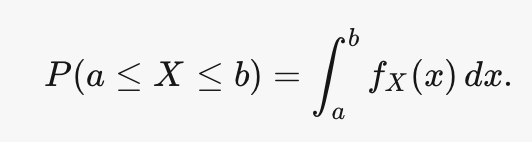 P(a ≤ X ≤ b) = ∫_a^b f_X(x) dx.